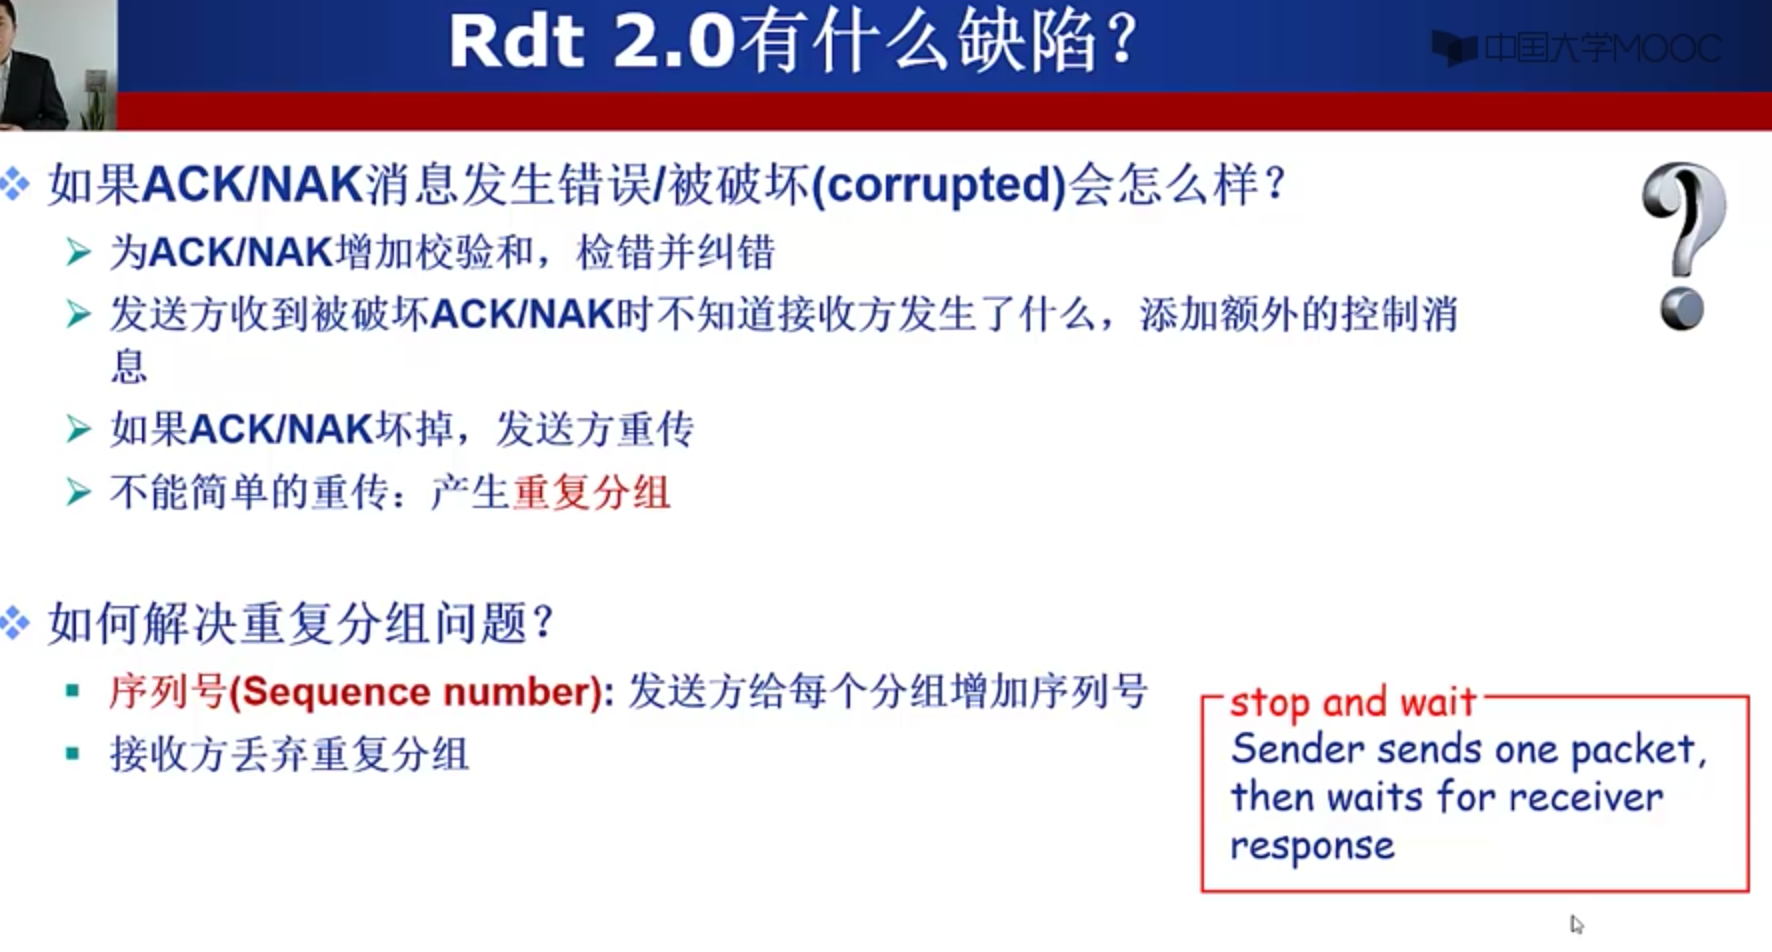 Rdt 2.0有什么缺陷？
中国大学MOOC
如果ACK/NAK消息发生错误/被破坏(corrupted)会怎么样？
为ACK/NAK增加校验和，检错并纠错
发送方收到被破坏ACK/NAK时不知道接收方发生了什么，添加额外的控制消
息
如果ACK/NAK坏掉，发送方重传
不能简单的重传：产生重复分组
如何解决重复分组问题？
序列号(Sequence number): 发送方给每个分组增加序列号
接收方丢弃重复分组
stop and wait
Sender sends one packet,
then waits for receiver
response